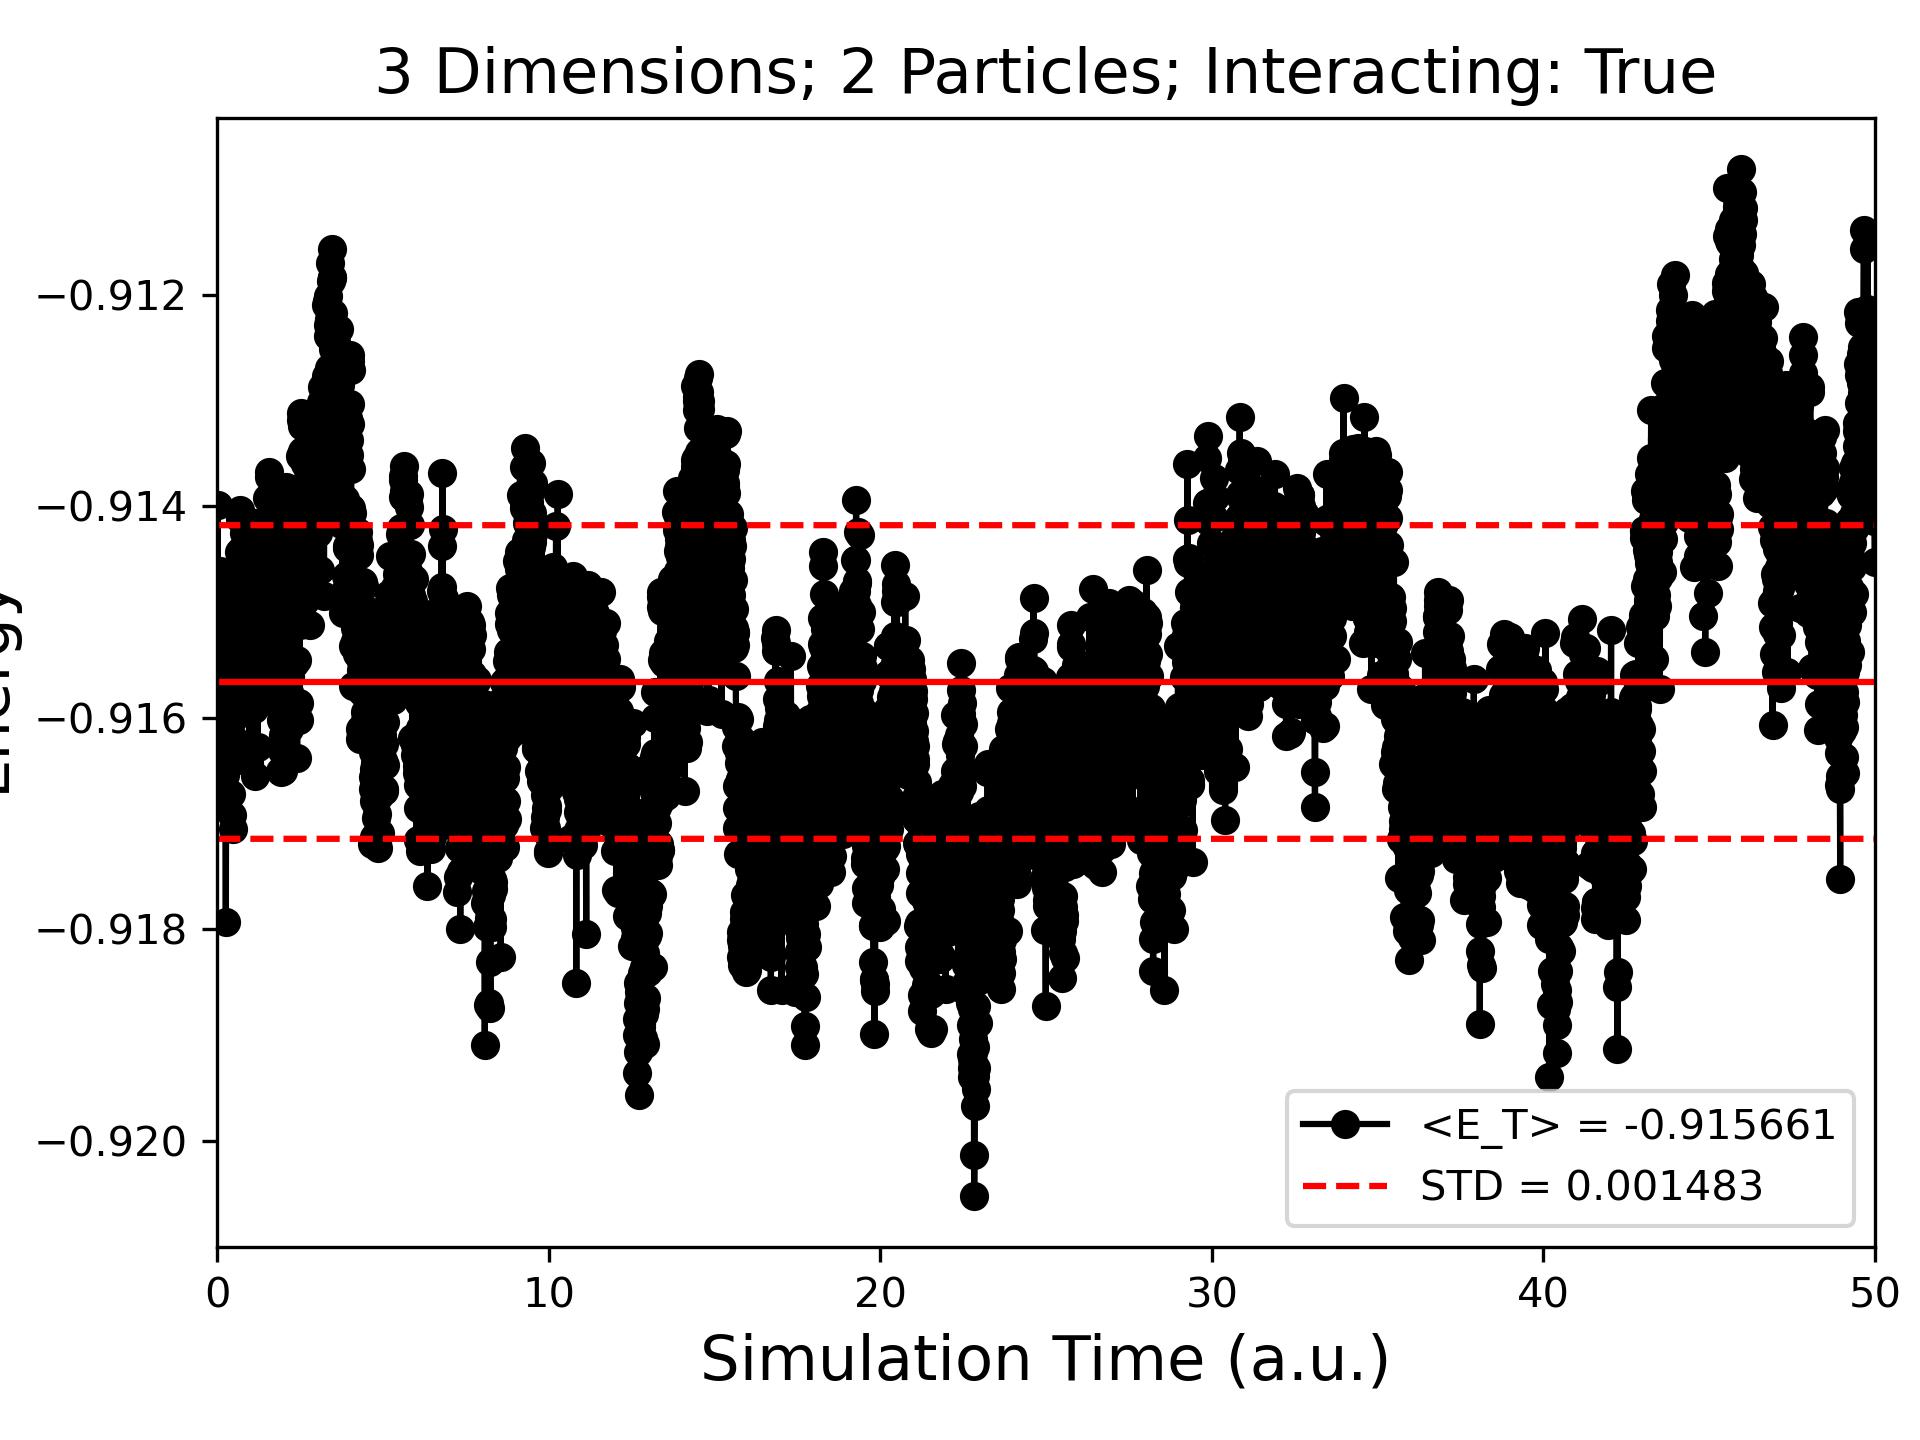 3 Dimensions; 2 Particles; Interacting: True
Energy
−0.912
−0.914
−0.916
−0.918
−0.920
<E_T> = -0.915661
STD = 0.001483
0 10 20 30 40 50
Simulation Time (a.u.)